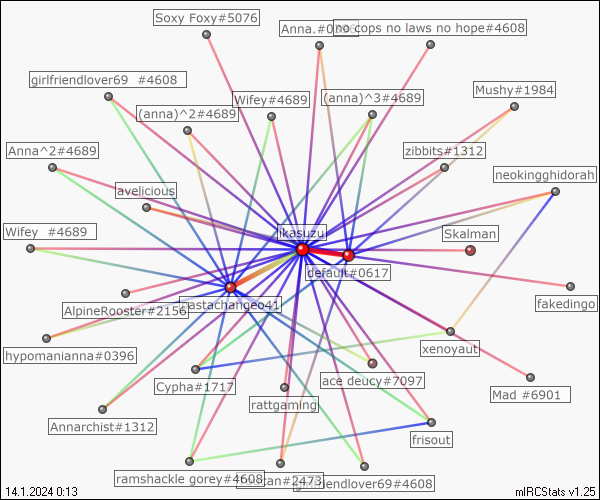 Soxy Foxy#5076
Anna.#0
no cops no laws no hope#4608
girlfriendlover69 #4608
Wifey#4689
(anna)^3#4689
Mushy#1984
(anna)^2#4689
Anna^2#4689
zibbits#1312
neokingghidorah
avelicious
Wifey #4689
ikasuzu
Skalman
default#0617
AlpineRooster#2156
astachangeo41
fakedingo
hypomanianna#0396
xenoyaut
Cypha#1717
ace deucy#7097
Mad #6901
rattgaming
Annarchist#1312
frisout
ramshackle gorey#4608
tan#2473
girlfriendlover69#4608
14.1.2024 0:13
mIRCStats v1.25